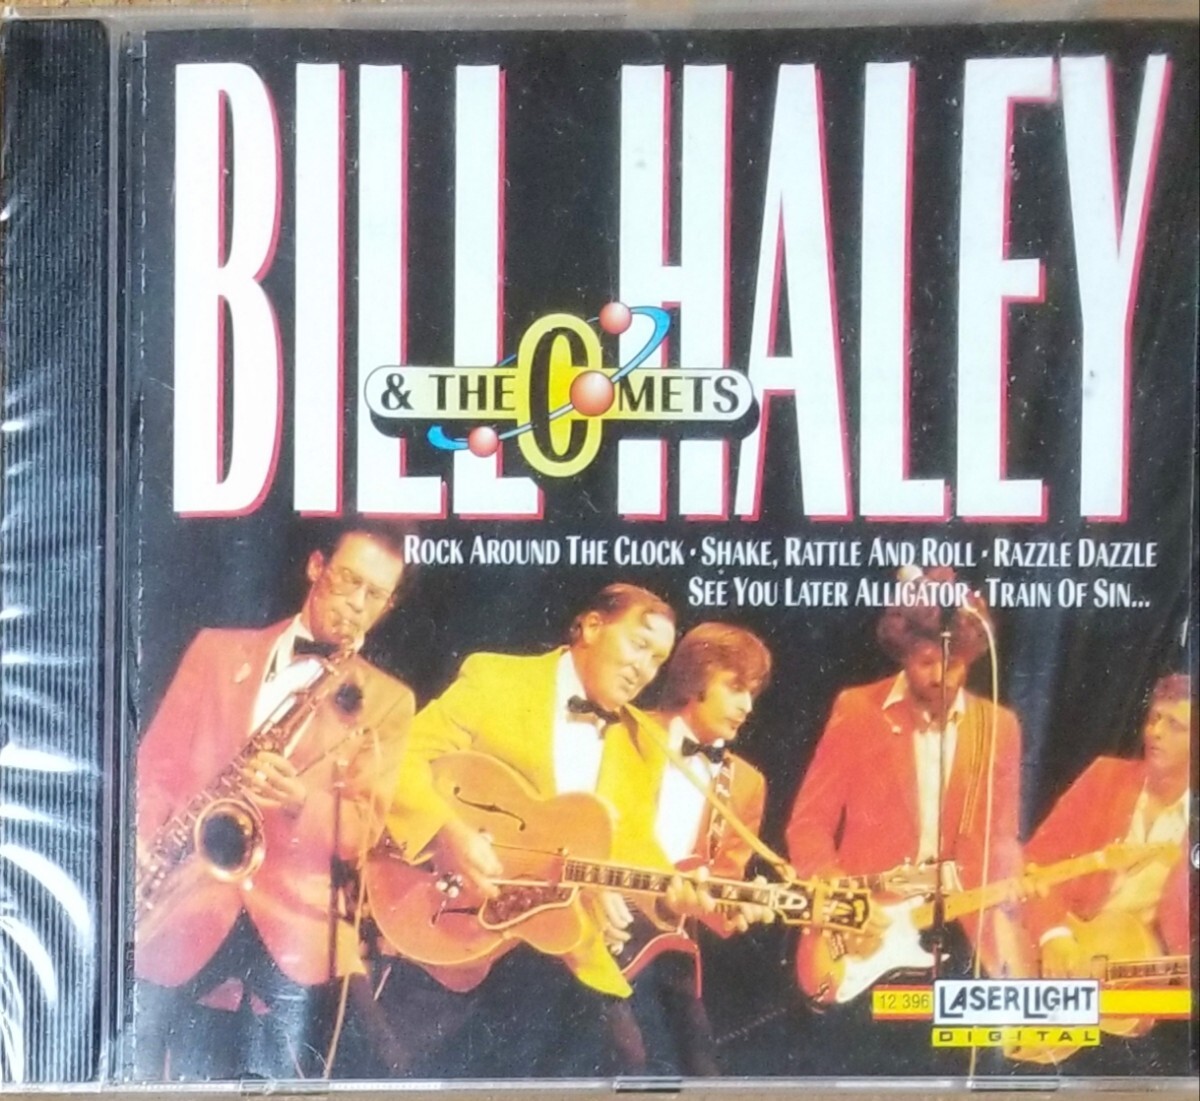 BILL HALEY
& THE COMETS
ROCK AROUND THE CLOCK · SHAKE, RATTLE AND ROLL · RAZZLE DAZZLE
SEE YOU LATER ALLIGATOR · TRAIN OF SIN...
12 396 LASERLIGHT
DIGITAL